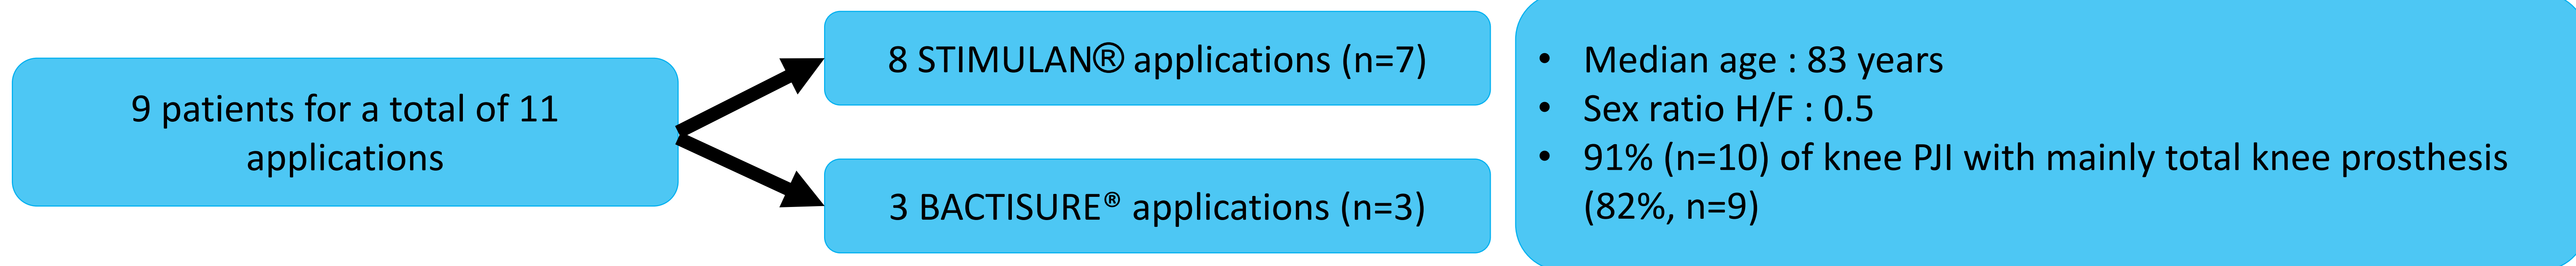 9 patients for a total of 11
applications
8 STIMULAN® applications (n=7)
3 BACTISURE® applications (n=3)
• Median age : 83 years
• Sex ratio H/F : 0.5
• 91% (n=10) of knee PJI with mainly total knee prosthesis
(82%, n=9)